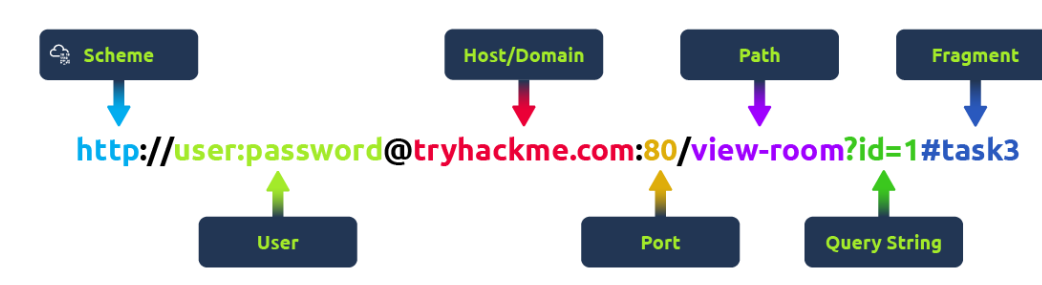 Scheme
Host/Domain
Path
Fragment
http://user:password@tryhackme.com:80/view-room?id=1#task3
User
Port
Query String